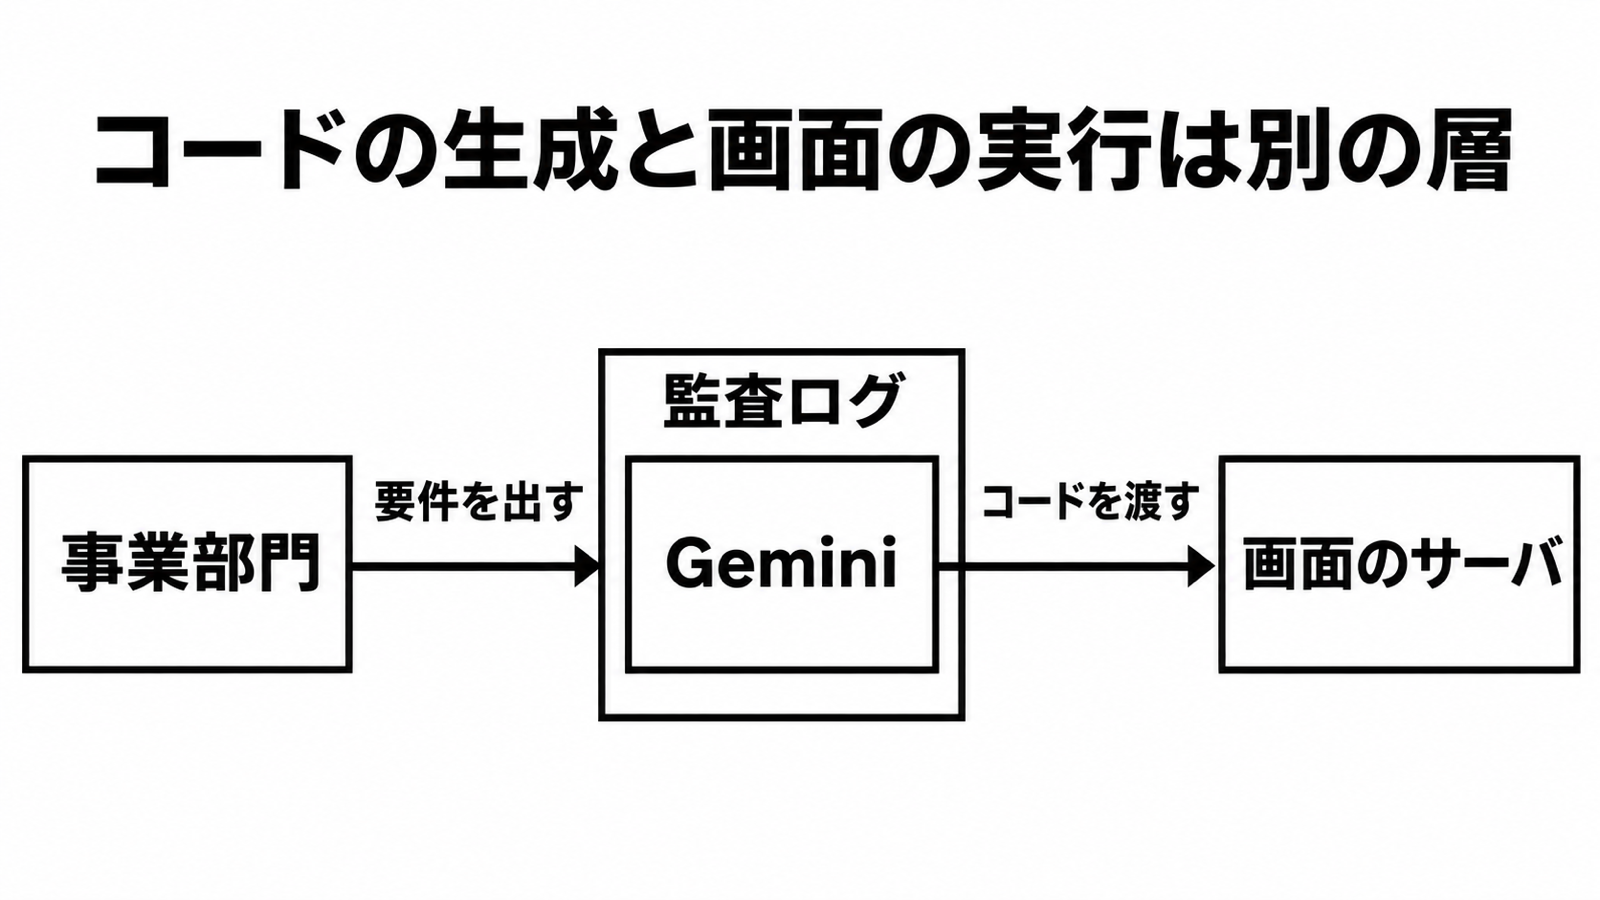 コードの生成と画面の実行は別の層
監査ログ
要件を出す
コードを渡す
事業部門
Gemini
画面のサーバ